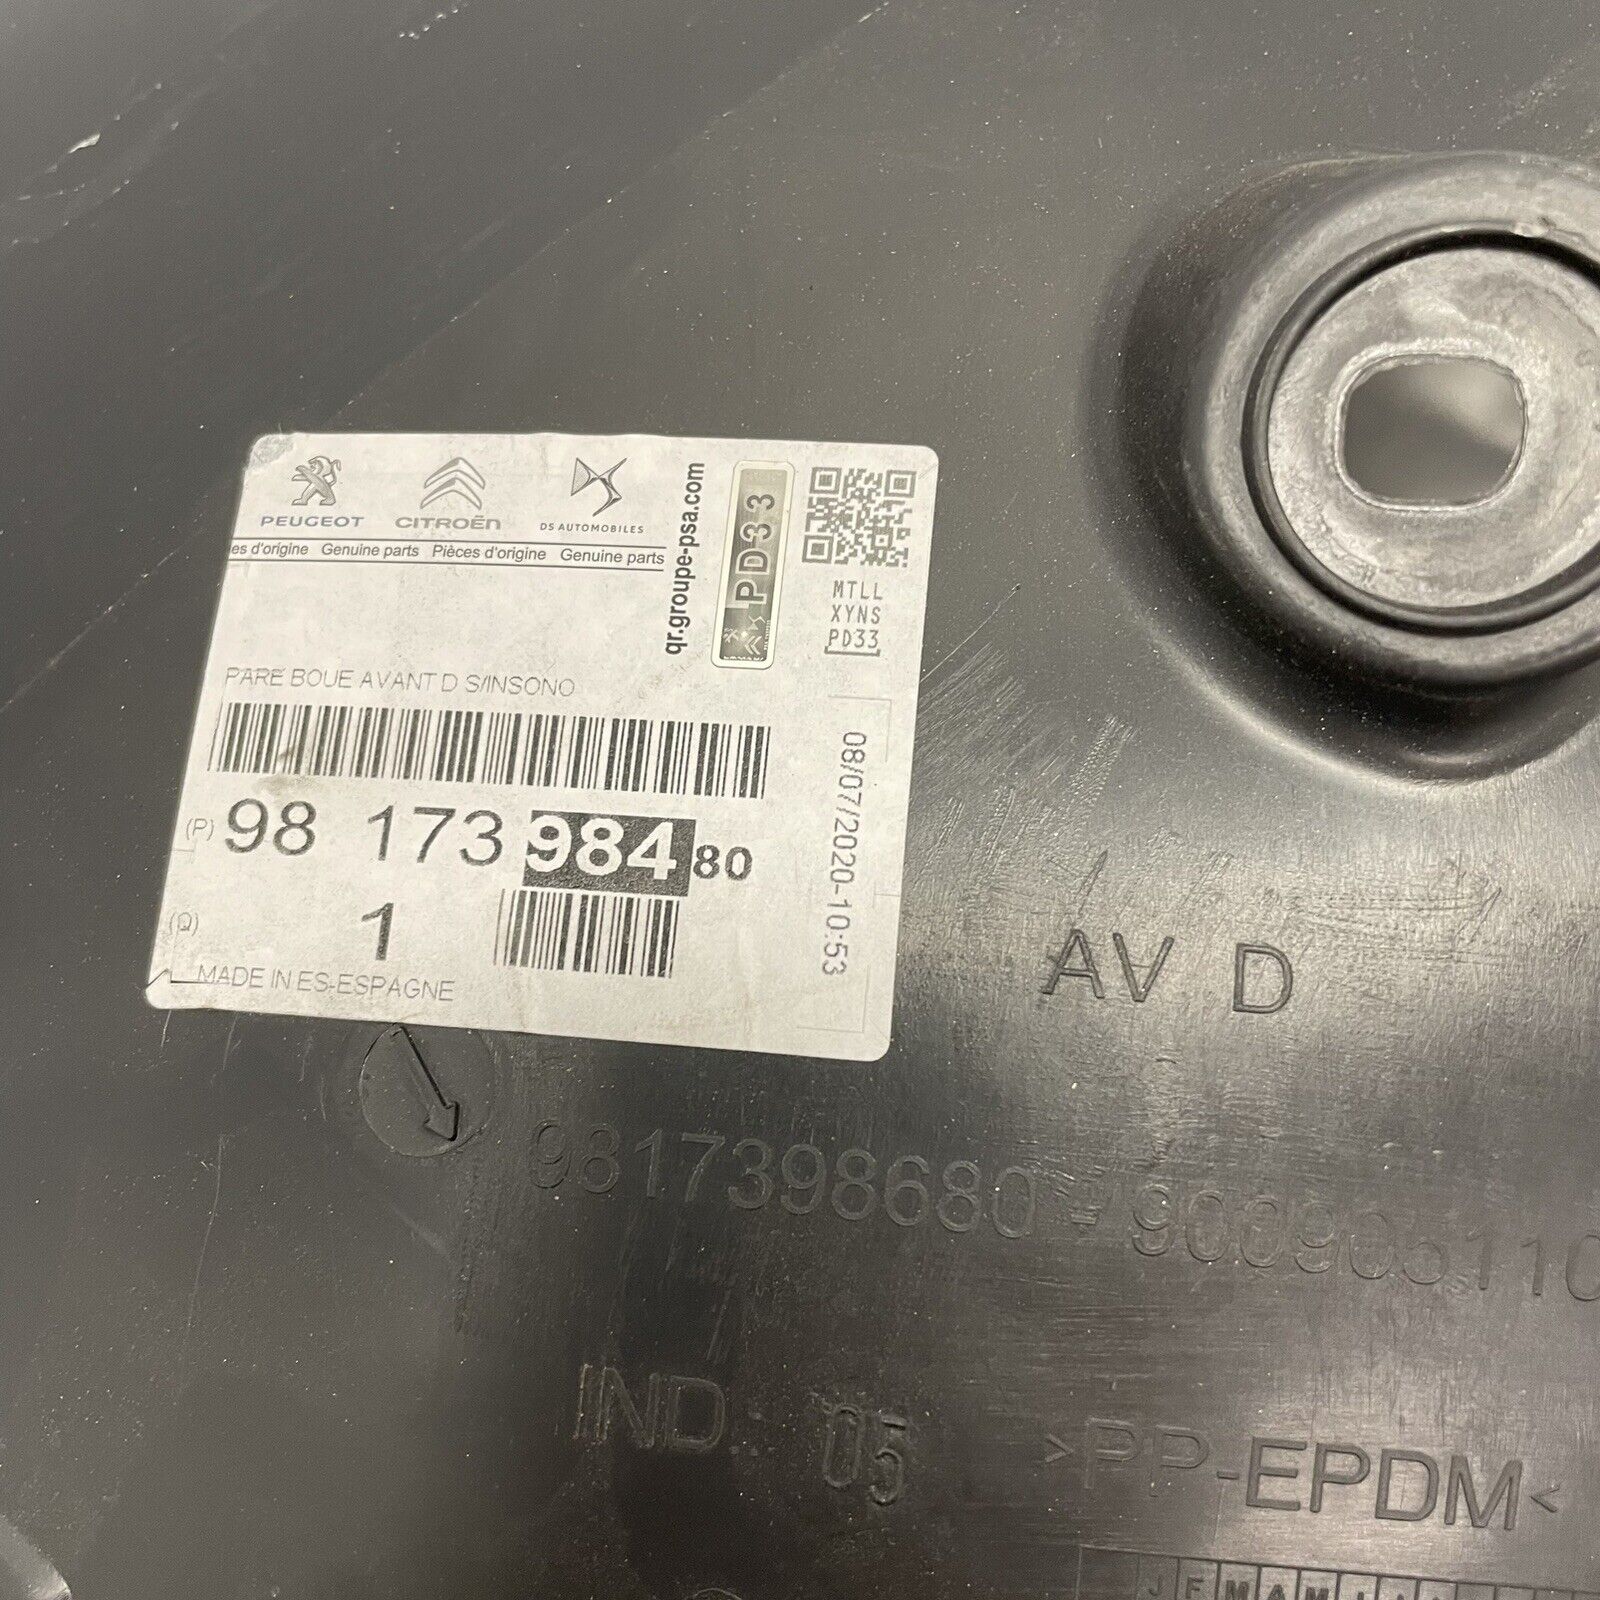 PEUGEOT CITROËN DS AUTOMOBILES
es d'origine Genuine parts Pièces d'origine Genuine parts
qr.groupe-psa.com
PD33
MTLL
XYNS
PD33
PARE BOUE AVANT D S/INSONO
(P) 98 173 984 80
(Q) 1
MADE IN ES-ESPAGNE
08/07/2020-10:53
AV D
9817398680 - 900905110
IND 05 >PP-EPDM<
J F M A M J